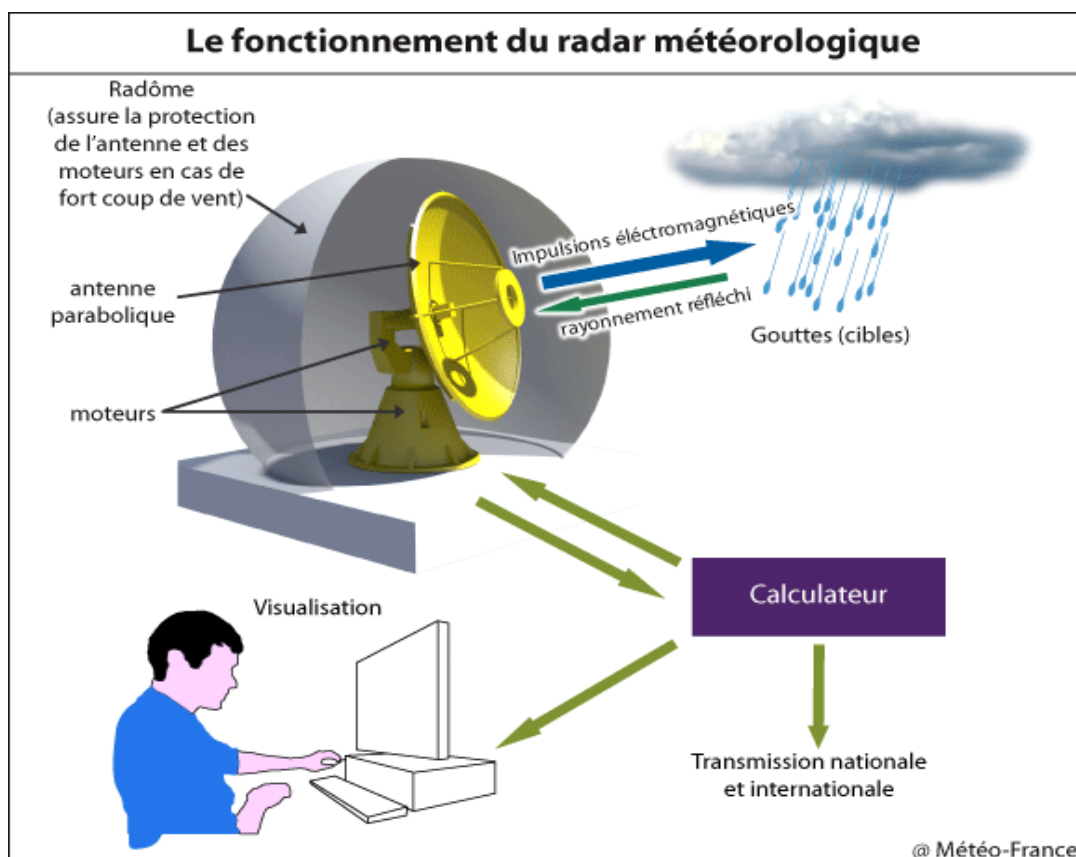 Le fonctionnement du radar météorologique
Radôme
(assure la protection
de l'antenne et des
moteurs en cas de
fort coup de vent)
Impulsions éléctromagnétiques
rayonnement réfléchi
Gouttes (cibles)
antenne
parabolique
moteurs
Calculateur
Visualisation
Transmission nationale
et internationale
@ Météo-France